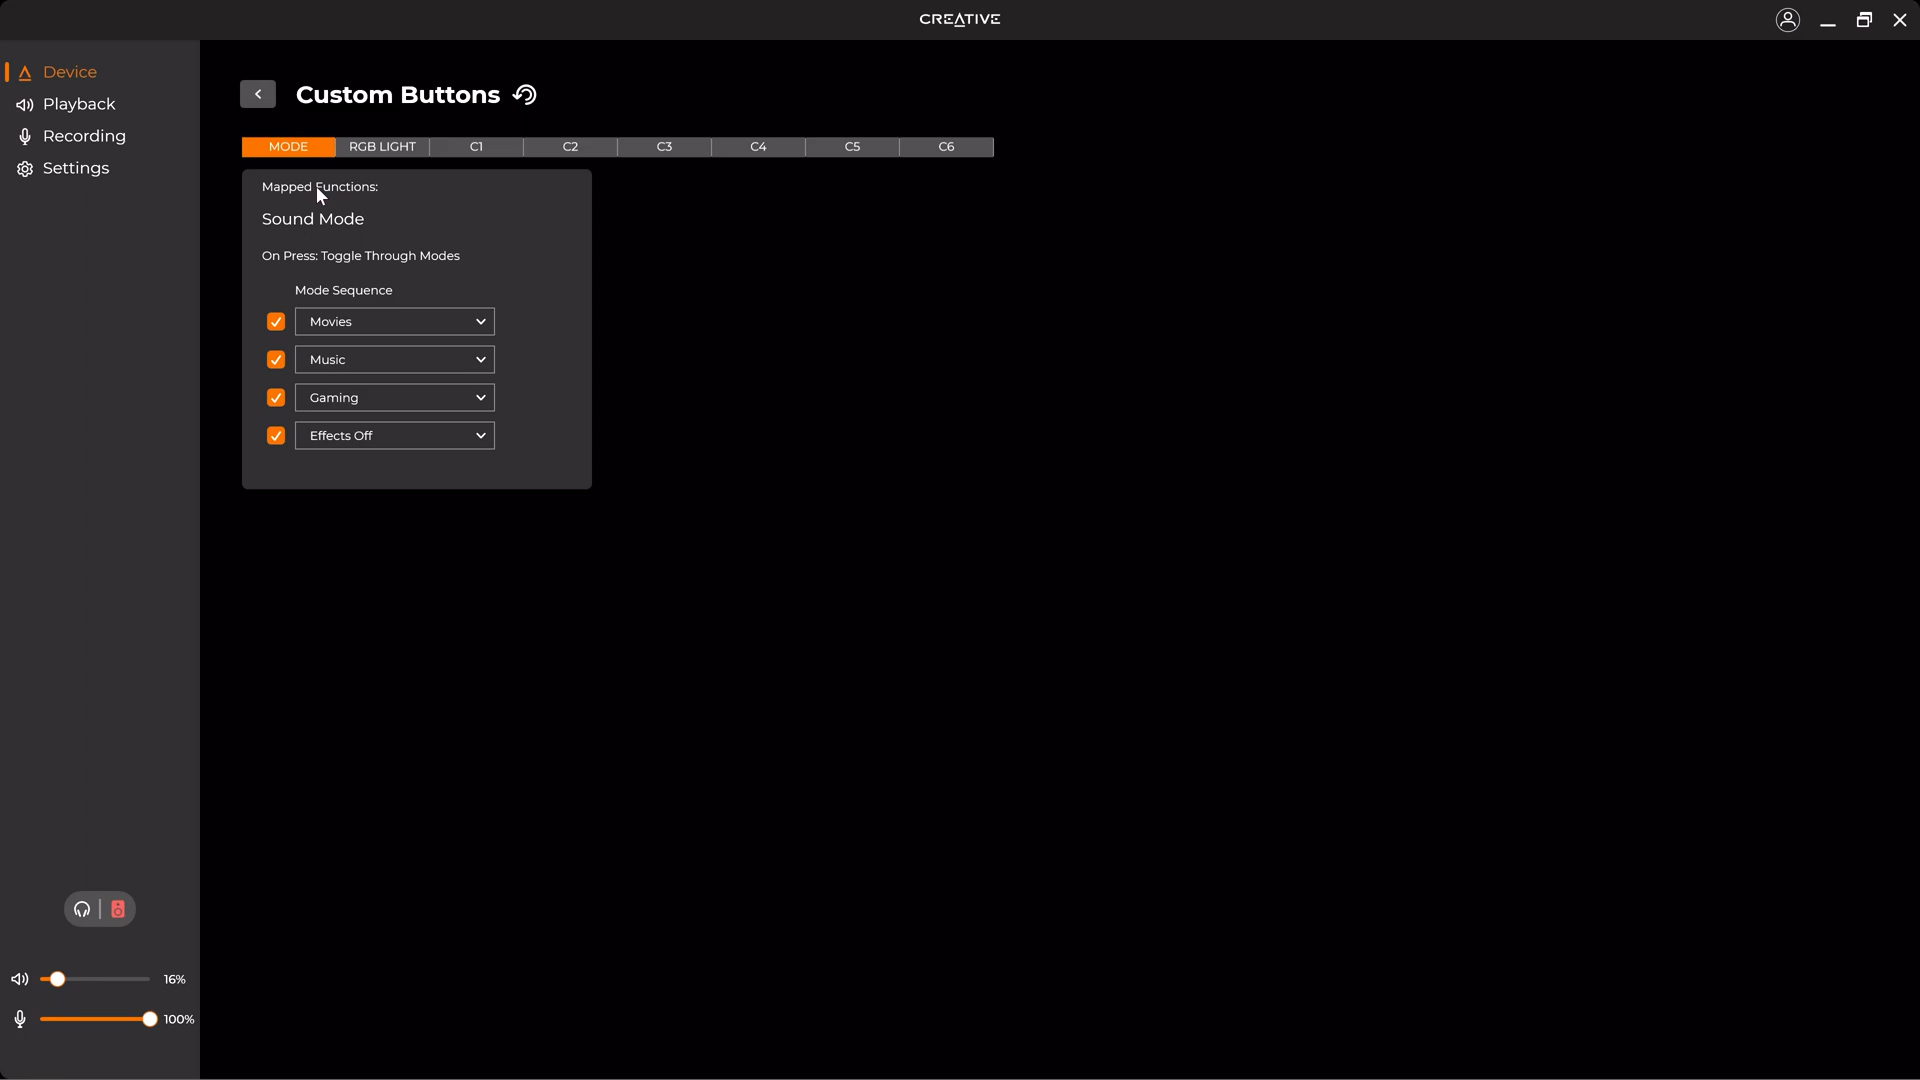 CREATIVE
Device
Playback
Recording
Settings
Custom Buttons
MODE RGB LIGHT C1 C2 C3 C4 C5 C6
Mapped Functions:
Sound Mode
On Press: Toggle Through Modes
Mode Sequence
Movies
Music
Gaming
Effects Off
16%
100%